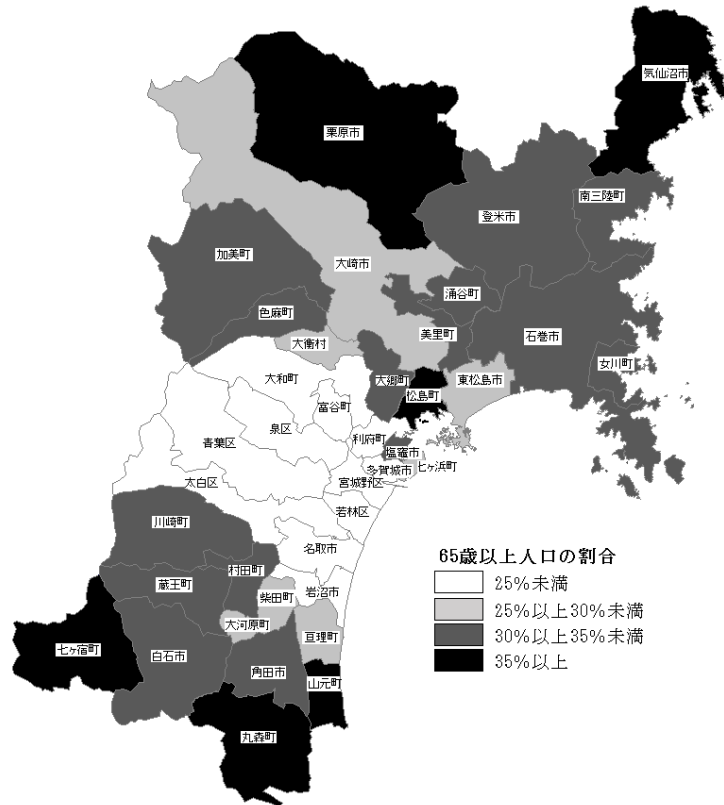 気仙沼市
栗原市
南三陸町
登米市
加美町
大崎市
涌谷町
色麻町
美里町
石巻市
大衡村
女川町
大和町
大郷町
東松島市
松島町
富谷町
泉区
利府町
青葉区
塩竈市
七ヶ浜町
多賀城市
太白区
宮城野区
若林区
川崎町
名取市
村田町
蔵王町
岩沼市
柴田町
大河原町
亘理町
七ヶ宿町
白石市
角田市
山元町
丸森町
65歳以上人口の割合
25%未満
25%以上30%未満
30%以上35%未満
35%以上